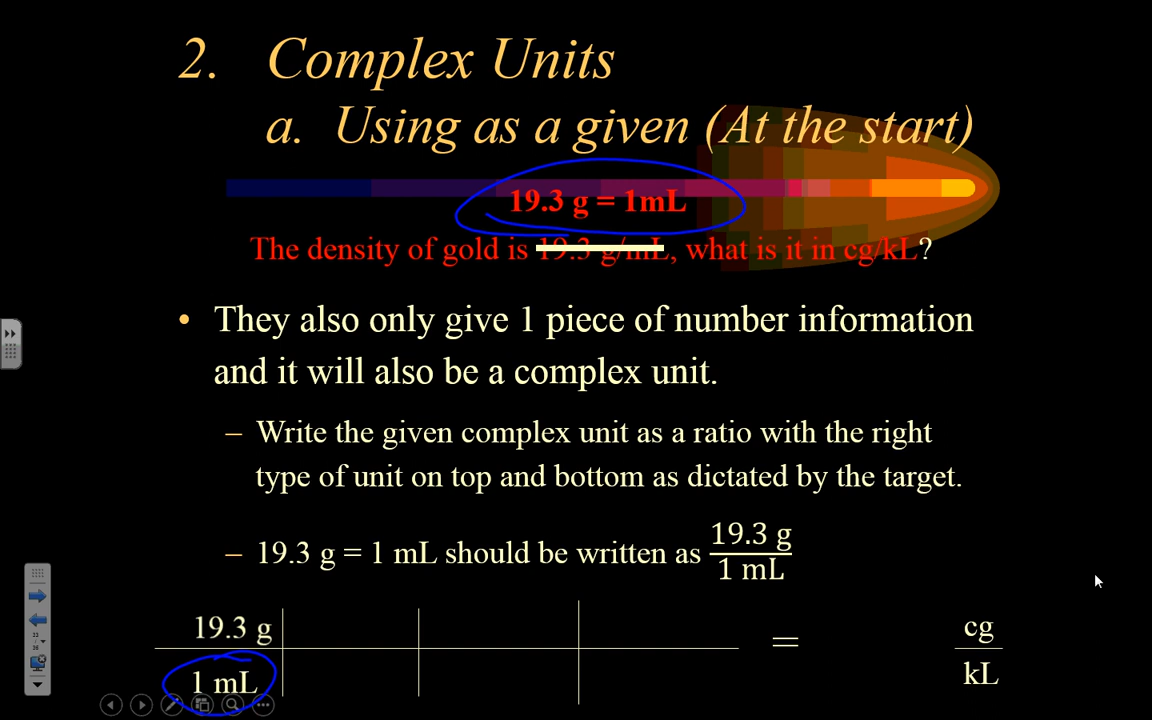 2. Complex Units
a. Using as a given (At the start)
19.3 g = 1mL
The density of gold is 19.3 g/mL, what is it in cg/kL?
• They also only give 1 piece of number information
and it will also be a complex unit.
– Write the given complex unit as a ratio with the right
type of unit on top and bottom as dictated by the target.
– 19.3 g = 1 mL should be written as 19.3 g
1 mL
19.3 g
1 mL
=
cg
kL